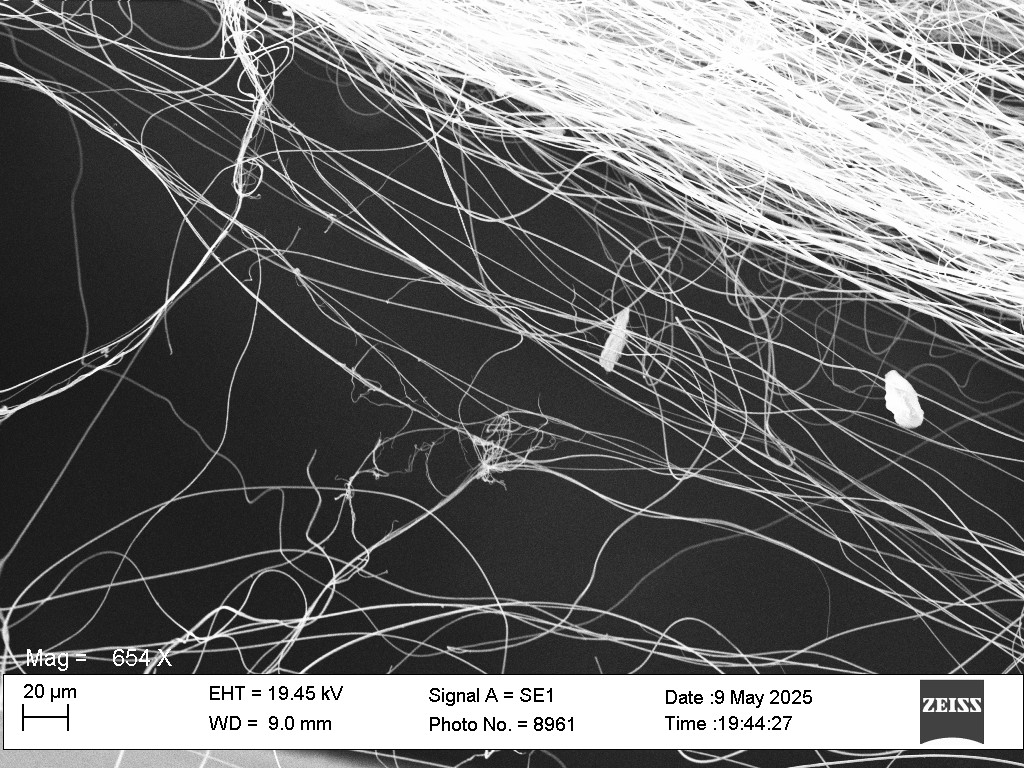 Mag = 654 X
20 µm
EHT = 19.45 kV
Signal A = SE1
Date :9 May 2025
WD = 9.0 mm
Photo No. = 8961
Time :19:44:27
ZEISS